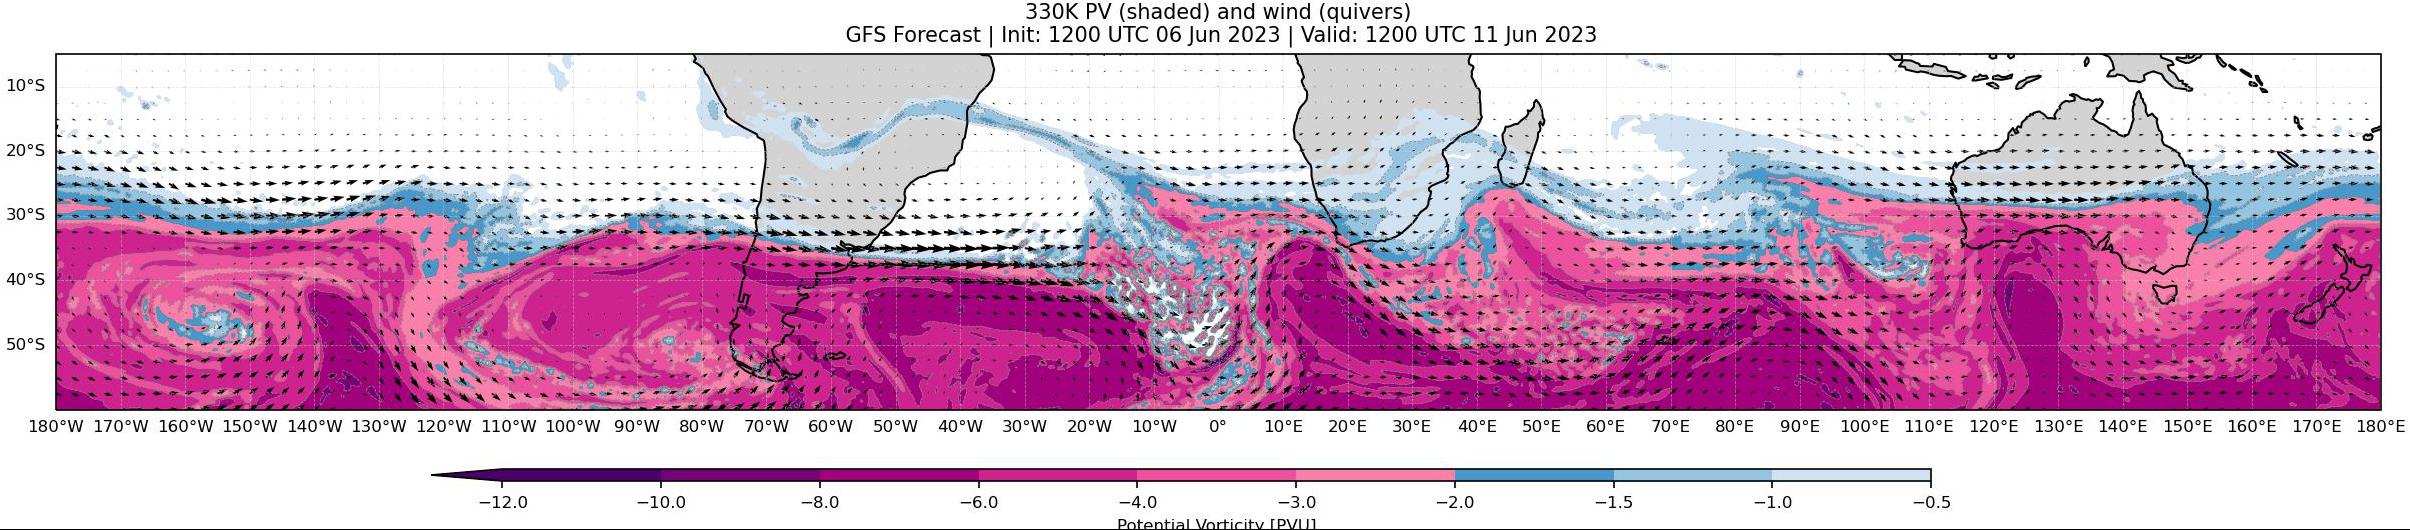 330K PV (shaded) and wind (quivers)
GFS Forecast | Init: 1200 UTC 06 Jun 2023 | Valid: 1200 UTC 11 Jun 2023
10°S
20°S
30°S
40°S
50°S
180°W 170°W 160°W 150°W 140°W 130°W 120°W 110°W 100°W 90°W 80°W 70°W 60°W 50°W 40°W 30°W 20°W 10°W 0° 10°E 20°E 30°E 40°E 50°E 60°E 70°E 80°E 90°E 100°E 110°E 120°E 130°E 140°E 150°E 160°E 170°E 180°E
−12.0 −10.0 −8.0 −6.0 −4.0 −3.0 −2.0 −1.5 −1.0 −0.5
Potential Vorticity [PVU]